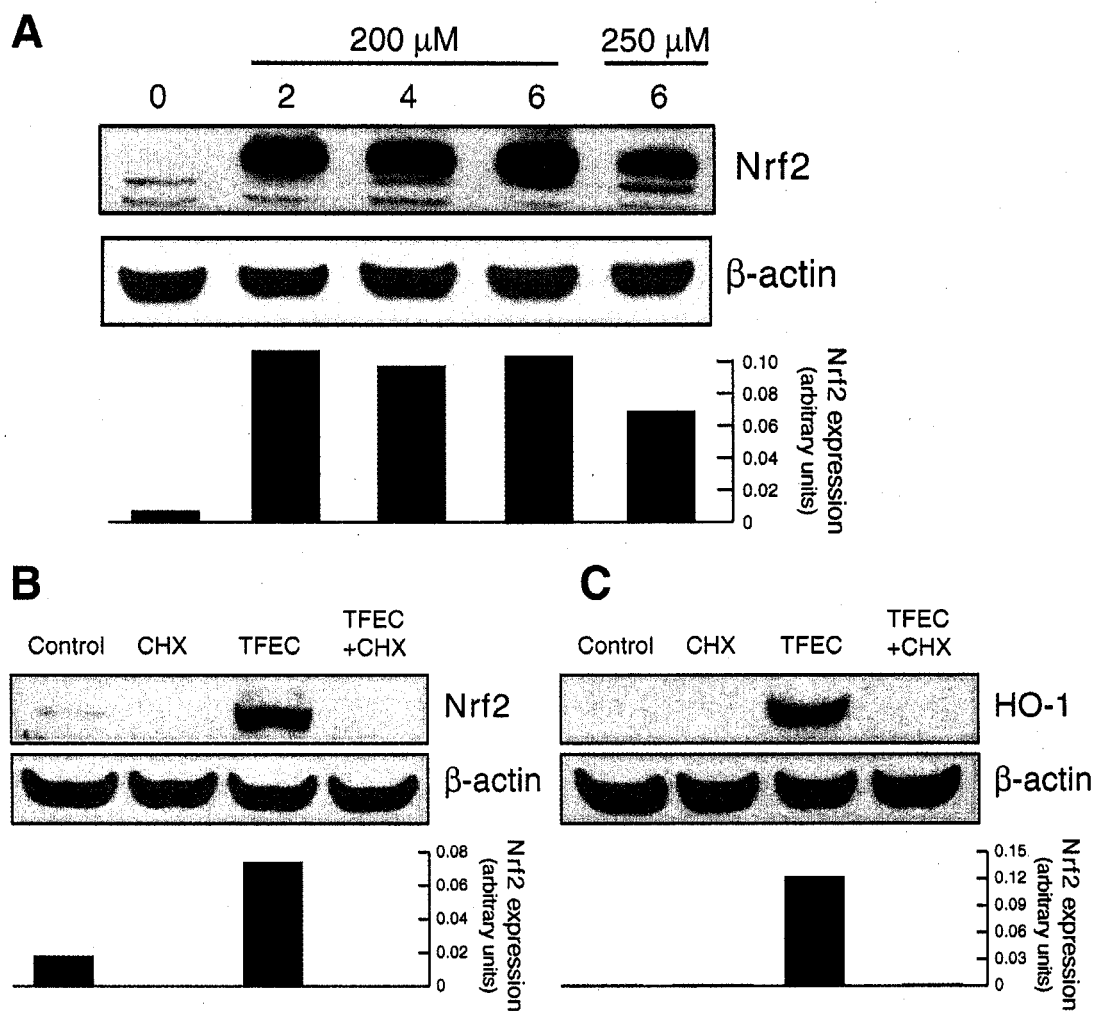 A
200 µM 250 µM
0 2 4 6 6
Nrf2
β-actin
0.10
0.08
0.06
0.04
0.02
0
Nrf2 expression
(arbitrary units)
B
Control CHX TFEC TFEC
+CHX
Nrf2
β-actin
0.08
0.06
0.04
0.02
0
Nrf2 expression
(arbitrary units)
C
Control CHX TFEC TFEC
+CHX
HO-1
β-actin
0.15
0.12
0.09
0.06
0.03
0
Nrf2 expression
(arbitrary units)